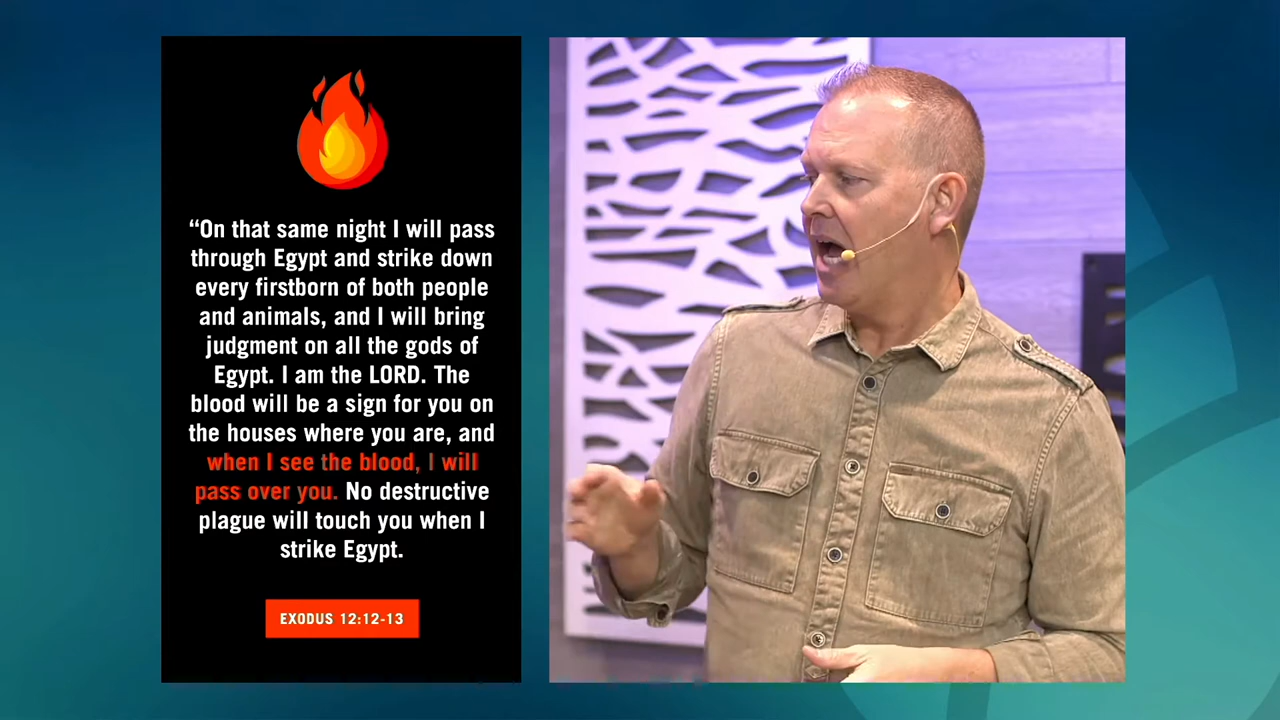 “On that same night I will pass
through Egypt and strike down
every firstborn of both people
and animals, and I will bring
judgment on all the gods of
Egypt. I am the LORD. The
blood will be a sign for you on
the houses where you are, and
when I see the blood, I will
pass over you. No destructive
plague will touch you when I
strike Egypt.
EXODUS 12:12-13